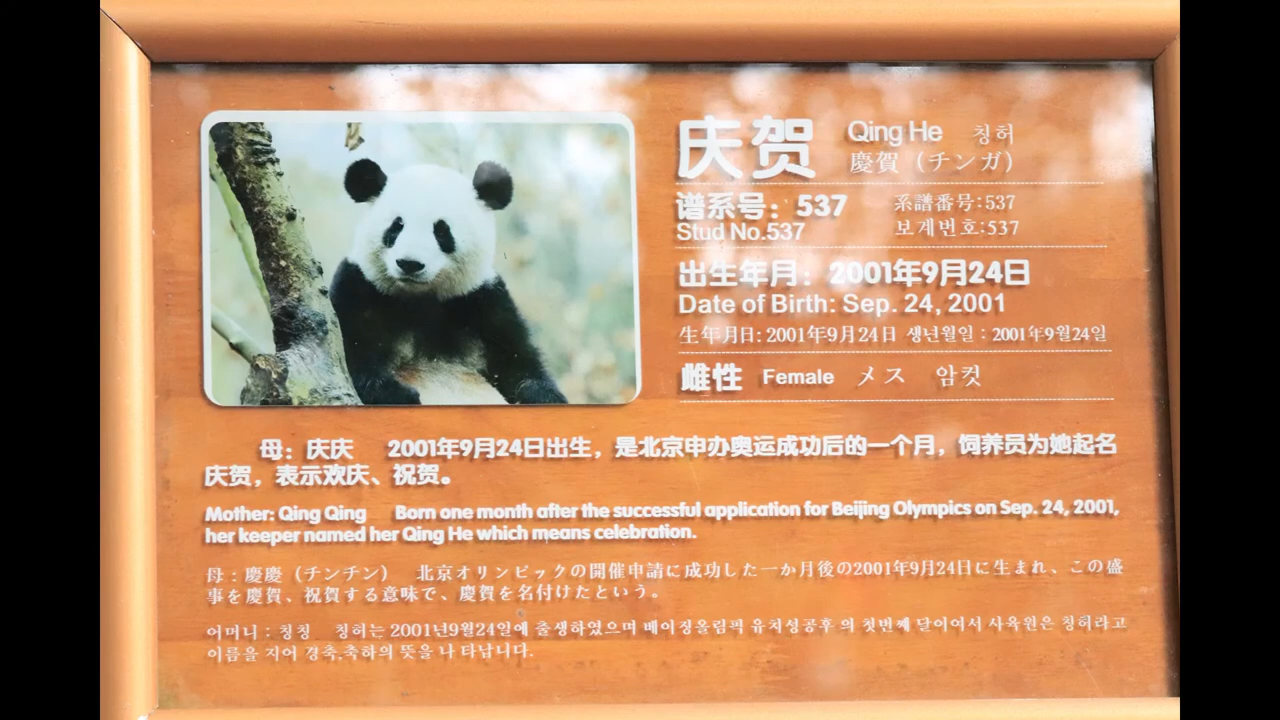 庆贺 Qing He 칭허
慶賀（チンガ）
谱系号：537 系譜番号:537
Stud No.537 보계번호:537
出生年月：2001年9月24日
Date of Birth: Sep. 24, 2001
生年月日: 2001年9月24日 생년월일 : 2001年9월24일
雌性 Female メス 암컷
母：庆庆 2001年9月24日出生，是北京申办奥运成功后的一个月，饲养员为她起名
庆贺，表示欢庆、祝贺。
Mother: Qing Qing Born one month after the successful application for Beijing Olympics on Sep. 24, 2001,
her keeper named her Qing He which means celebration.
母：慶慶（チンチン） 北京オリンピックの開催申請に成功した一か月後の2001年9月24日に生まれ、この盛
事を慶賀、祝賀する意味で、慶賀を名付けたという。
어머니 : 칭칭 칭허는 2001년9월24일에 출생하였으며 베이징올림픽 유치성공후 의 첫번째 달이여서 사육원은 칭허라고
이름을 지어 경축.축하의 뜻을 나 타납니다.